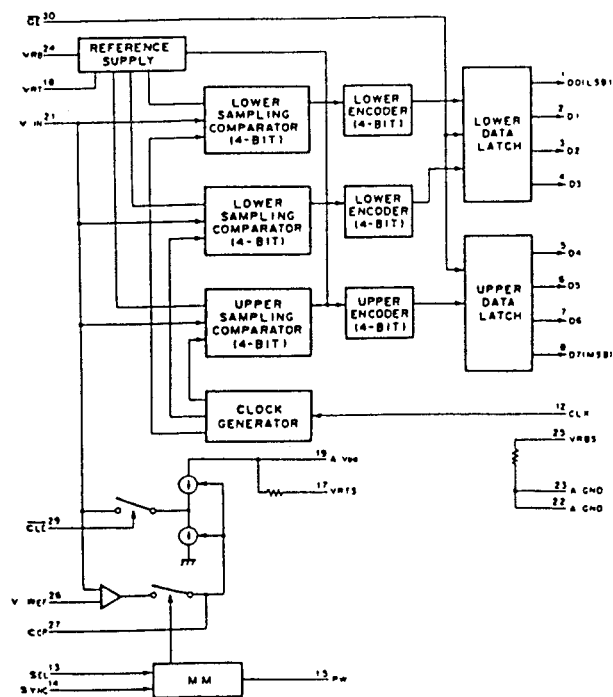 OE 30
VRB 24
REFERENCE
SUPPLY
VRT 18
V IN 21
LOWER
SAMPLING
COMPARATOR
(4-BIT)
LOWER
ENCODER
(4-BIT)
LOWER
DATA
LATCH
1 D0(LSB)
2 D1
3 D2
4 D3
LOWER
SAMPLING
COMPARATOR
(4-BIT)
LOWER
ENCODER
(4-BIT)
UPPER
SAMPLING
COMPARATOR
(4-BIT)
UPPER
ENCODER
(4-BIT)
UPPER
DATA
LATCH
5 D4
6 D5
7 D6
8 D7(MSB)
CLOCK
GENERATOR
12 CLK
25 VRBS
19 A VDD
17 VRTS
23 A GND
22 A GND
CLE 29
V REF 26
CCP 27
SEL 13
SYNC 14
MM
15 PW